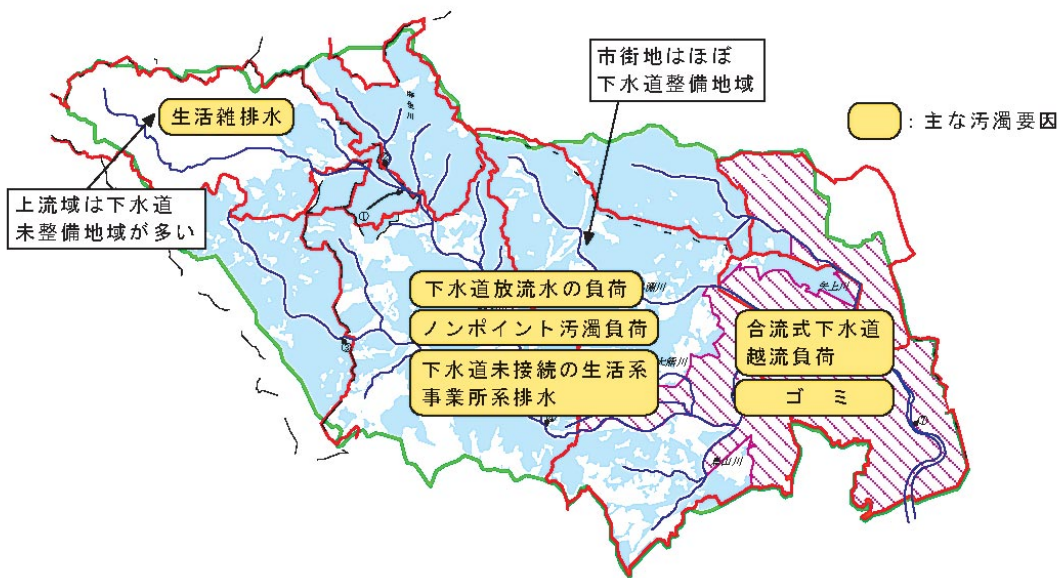 市街地はほぼ
下水道整備地域
生活雑排水
：主な汚濁要因
上流域は下水道
未整備地域が多い
下水道放流水の負荷
ノンポイント汚濁負荷
下水道未接続の生活系
事業所系排水
合流式下水道
越流負荷
ゴミ
矢上川